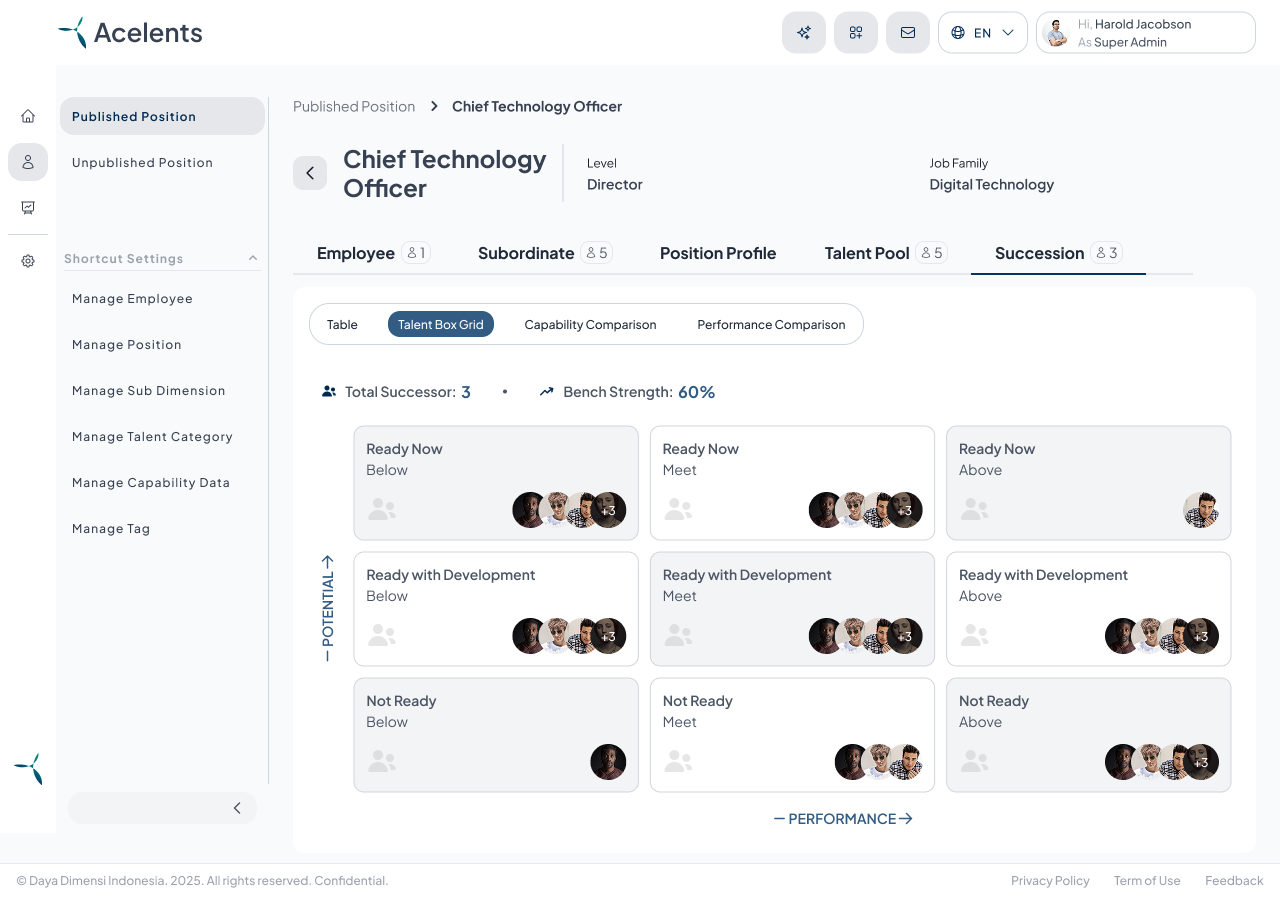 Acelents
EN
Hi, Harold Jacobson
As Super Admin
Published Position
Unpublished Position
Shortcut Settings
Manage Employee
Manage Position
Manage Sub Dimension
Manage Talent Category
Manage Capability Data
Manage Tag
Published Position > Chief Technology Officer
Chief Technology
Officer
Level
Director
Job Family
Digital Technology
Employee 1
Subordinate 5
Position Profile
Talent Pool 5
Succession 3
Table
Talent Box Grid
Capability Comparison
Performance Comparison
Total Successor: 3 • Bench Strength: 60%
Ready Now
Below
+3
Ready Now
Meet
+3
Ready Now
Above
Ready with Development
Below
+3
Ready with Development
Meet
+3
Ready with Development
Above
+3
Not Ready
Below
Not Ready
Meet
Not Ready
Above
+3
— POTENTIAL →
— PERFORMANCE →
© Daya Dimensi Indonesia. 2025. All rights reserved. Confidential.
Privacy Policy
Term of Use
Feedback